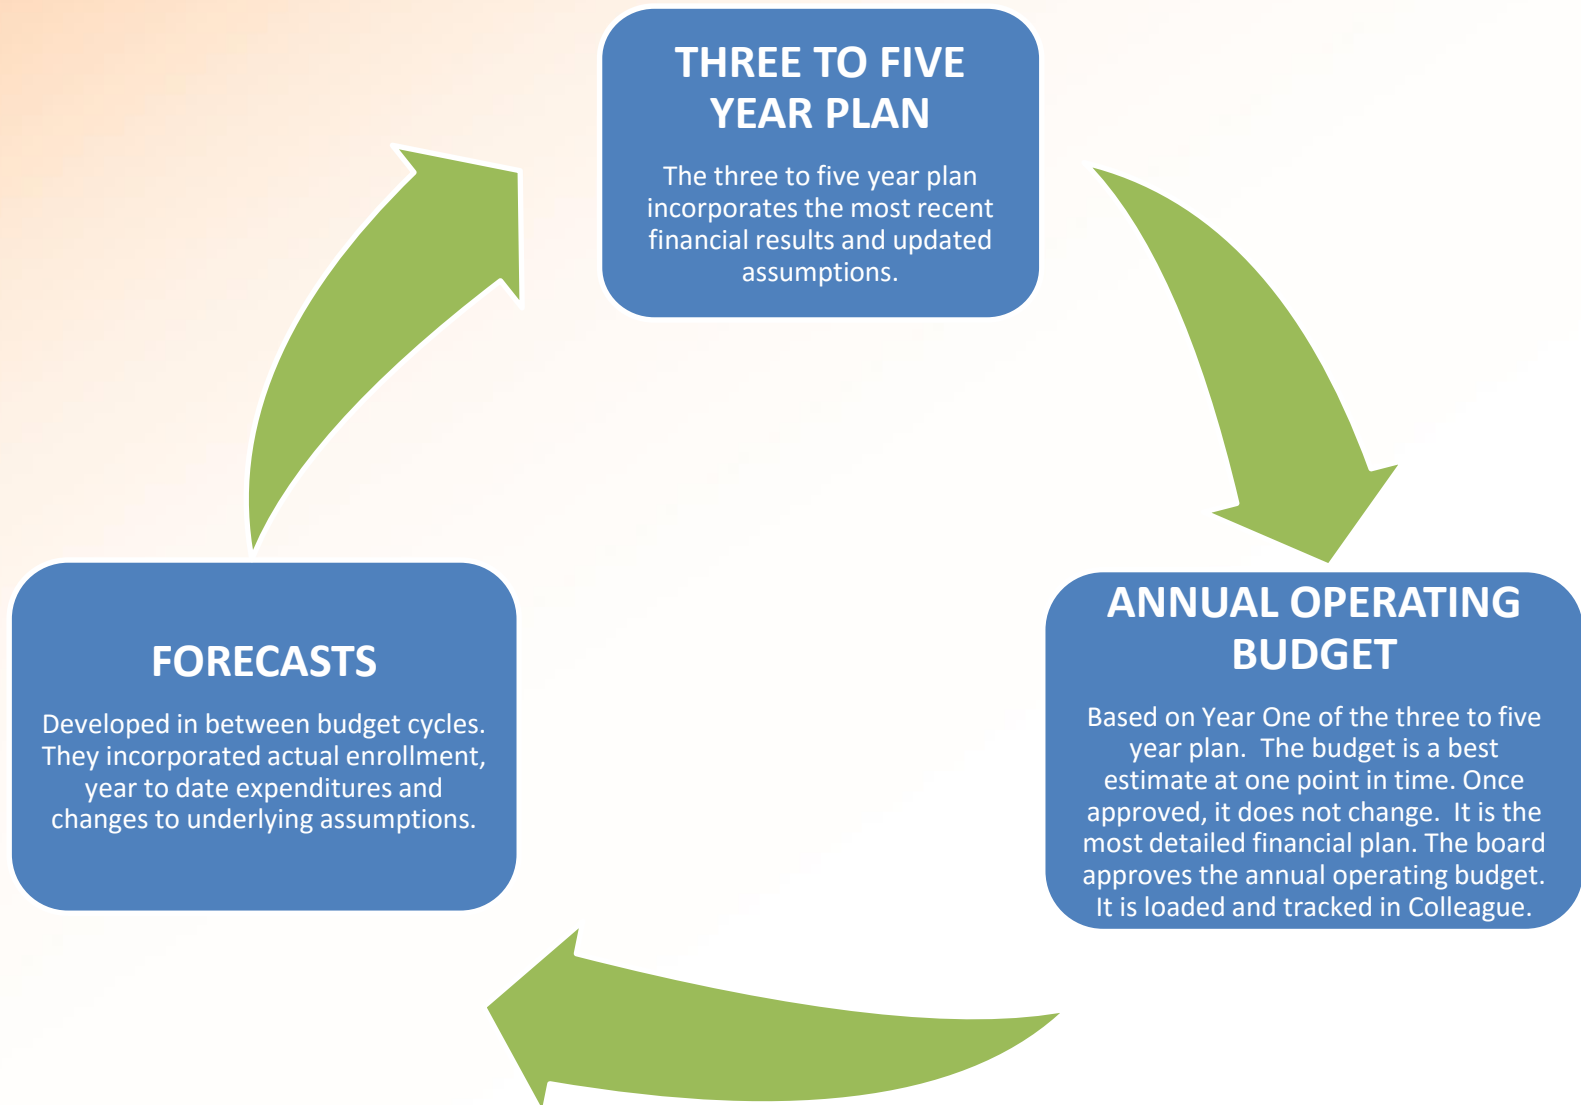 THREE TO FIVE
YEAR PLAN
The three to five year plan
incorporates the most recent
financial results and updated
assumptions.
FORECASTS
Developed in between budget cycles.
They incorporated actual enrollment,
year to date expenditures and
changes to underlying assumptions.
ANNUAL OPERATING
BUDGET
Based on Year One of the three to five
year plan.  The budget is a best
estimate at one point in time. Once
approved, it does not change.  It is the
most detailed financial plan. The board
approves the annual operating budget.
It is loaded and tracked in Colleague.